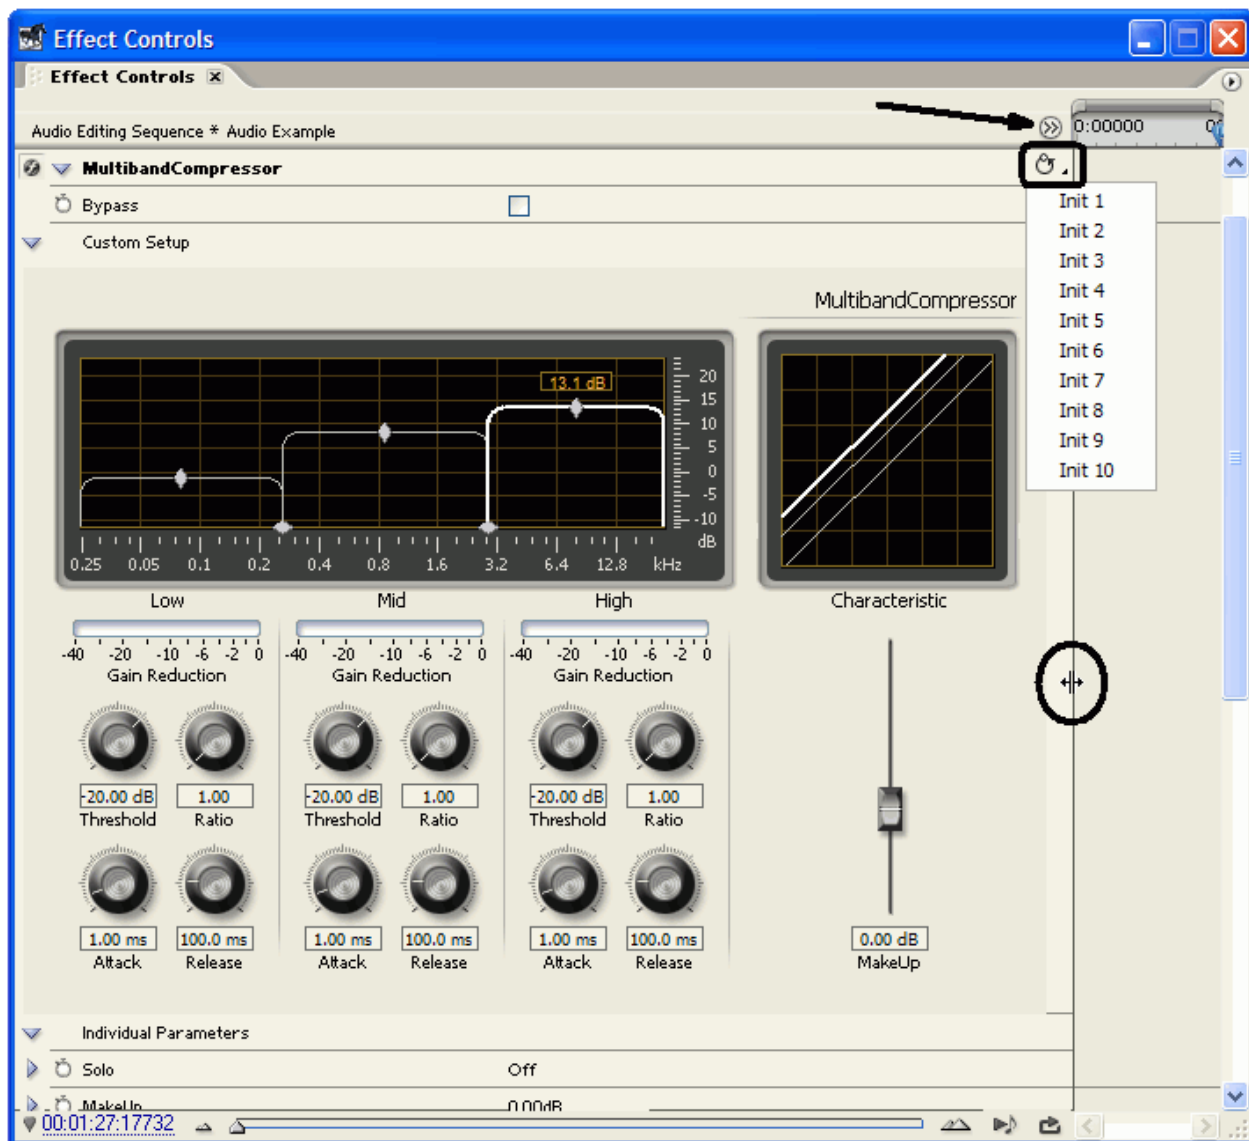 Effect Controls
Effect Controls
Audio Editing Sequence * Audio Example
0:00000
MultibandCompressor
Bypass
Custom Setup
Init 1
Init 2
Init 3
Init 4
Init 5
Init 6
Init 7
Init 8
Init 9
Init 10
MultibandCompressor
13.1 dB
20
15
10
5
0
-5
-10
dB
0.25 0.05 0.1 0.2 0.4 0.8 1.6 3.2 6.4 12.8 kHz
Low Mid High Characteristic
-40 -20 -10 -6 -2 0 -40 -20 -10 -6 -2 0 -40 -20 -10 -6 -2 0
Gain Reduction Gain Reduction Gain Reduction
-20.00 dB 1.00 -20.00 dB 1.00 -20.00 dB 1.00
Threshold Ratio Threshold Ratio Threshold Ratio
1.00 ms 100.0 ms 1.00 ms 100.0 ms 1.00 ms 100.0 ms 0.00 dB
Attack Release Attack Release Attack Release MakeUp
Individual Parameters
Solo Off
MakeUp 0.00dB
00:01:27:17732